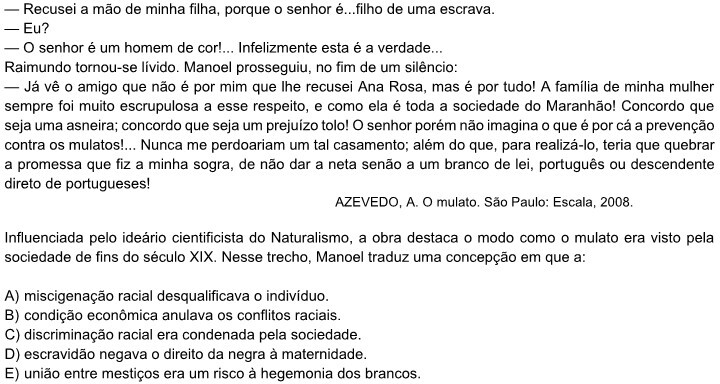 — Recusei a mão de minha filha, porque o senhor é...filho de uma escrava.
— Eu?
— O senhor é um homem de cor!... Infelizmente esta é a verdade...
Raimundo tornou-se lívido. Manoel prosseguiu, no fim de um silêncio:
— Já vê o amigo que não é por mim que lhe recusei Ana Rosa, mas é por tudo! A família de minha mulher
sempre foi muito escrupulosa a esse respeito, e como ela é toda a sociedade do Maranhão! Concordo que
seja uma asneira; concordo que seja um prejuízo tolo! O senhor porém não imagina o que é por cá a prevenção
contra os mulatos!... Nunca me perdoariam um tal casamento; além do que, para realizá-lo, teria que quebrar
a promessa que fiz a minha sogra, de não dar a neta senão a um branco de lei, português ou descendente
direto de portugueses!
AZEVEDO, A. O mulato. São Paulo: Escala, 2008.
Influenciada pelo ideário cientificista do Naturalismo, a obra destaca o modo como o mulato era visto pela
sociedade de fins do século XIX. Nesse trecho, Manoel traduz uma concepção em que a:
A) miscigenação racial desqualificava o indivíduo.
B) condição econômica anulava os conflitos raciais.
C) discriminação racial era condenada pela sociedade.
D) escravidão negava o direito da negra à maternidade.
E) união entre mestiços era um risco à hegemonia dos brancos.